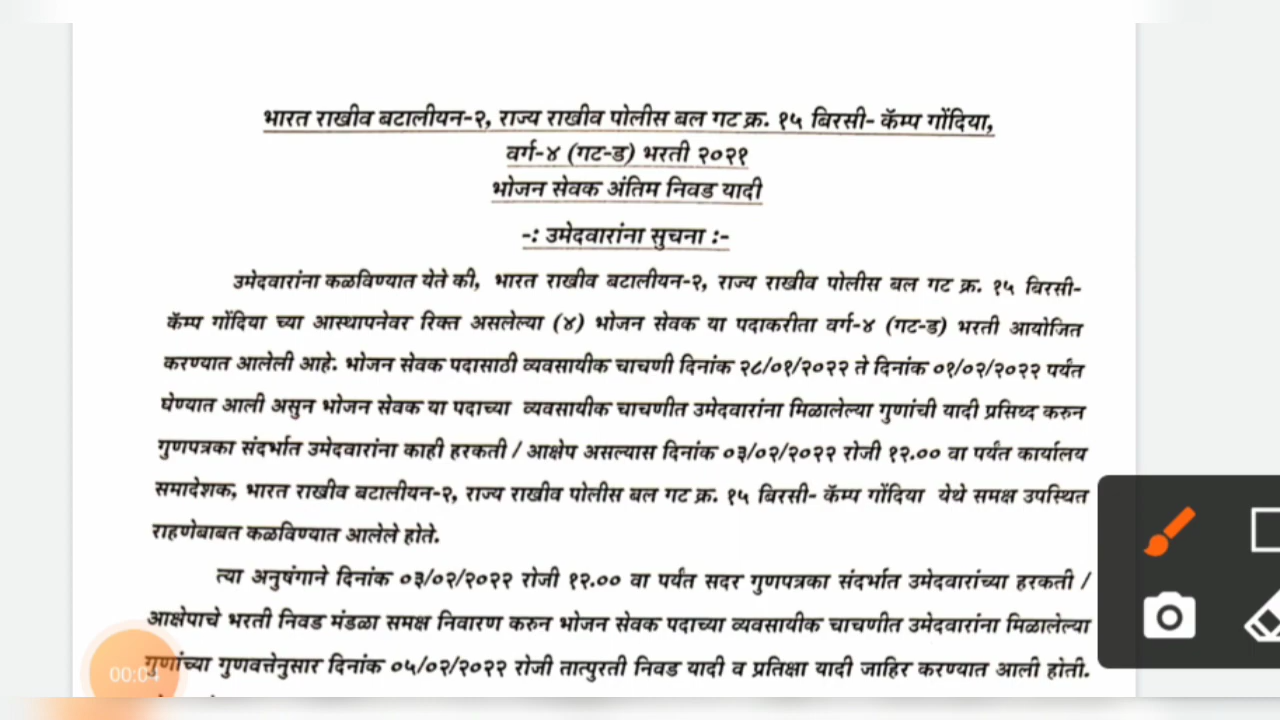 भारत राखीव बटालीयन-२, राज्य राखीव पोलीस बल गट क्र. १५ बिरसी- कॅम्प गोंदिया,
वर्ग-४ (गट-ड) भरती २०२१
भोजन सेवक अंतिम निवड यादी
-: उमेदवारांना सुचना :-
उमेदवारांना कळविण्यात येते की, भारत राखीव बटालीयन-२, राज्य राखीव पोलीस बल गट क्र. १५ बिरसी-
कॅम्प गोंदिया च्या आस्थापनेवर रिक्त असलेल्या (४) भोजन सेवक या पदाकरीता वर्ग-४ (गट-ड) भरती आयोजित
करण्यात आलेली आहे. भोजन सेवक पदासाठी व्यवसायीक चाचणी दिनांक २८/०१/२०२२ ते दिनांक ०१/०२/२०२२ पर्यंत
घेण्यात आली असुन भोजन सेवक या पदाच्या व्यवसायीक चाचणीत उमेदवारांना मिळालेल्या गुणांची यादी प्रसिध्द करुन
गुणपत्रका संदर्भात उमेदवारांना काही हरकती / आक्षेप असल्यास दिनांक ०३/०२/२०२२ रोजी १२.०० वा पर्यंत कार्यालय
समादेशक, भारत राखीव बटालीयन-२, राज्य राखीव पोलीस बल गट क्र. १५ बिरसी- कॅम्प गोंदिया येथे समक्ष उपस्थित
राहणेबाबत कळविण्यात आलेले होते.
त्या अनुषंगाने दिनांक ०३/०२/२०२२ रोजी १२.०० वा पर्यंत सदर गुणपत्रका संदर्भात उमेदवारांच्या हरकती /
आक्षेपाचे भरती निवड मंडळा समक्ष निवारण करुन भोजन सेवक पदाच्या व्यवसायीक चाचणीत उमेदवारांना मिळालेल्या
गुणांच्या गुणवत्तेनुसार दिनांक ०५/०२/२०२२ रोजी तात्पुरती निवड यादी व प्रतिक्षा यादी जाहिर करण्यात आली होती.
00:04